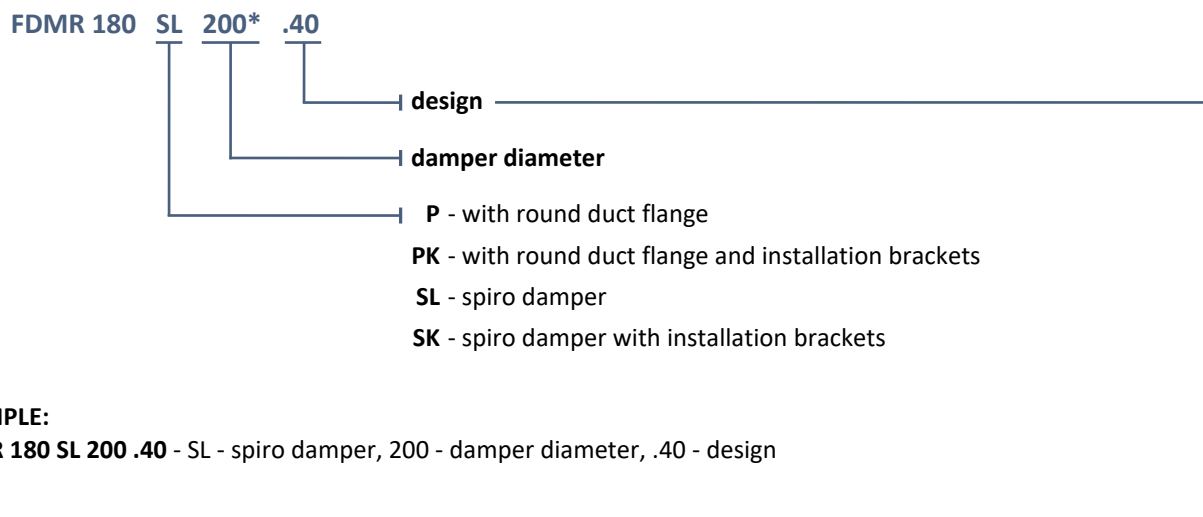 FDMR 180 SL 200* .40
design
damper diameter
P - with round duct flange
PK - with round duct flange and installation brackets
SL - spiro damper
SK - spiro damper with installation brackets
MPLE:
R 180 SL 200 .40 - SL - spiro damper, 200 - damper diameter, .40 - design